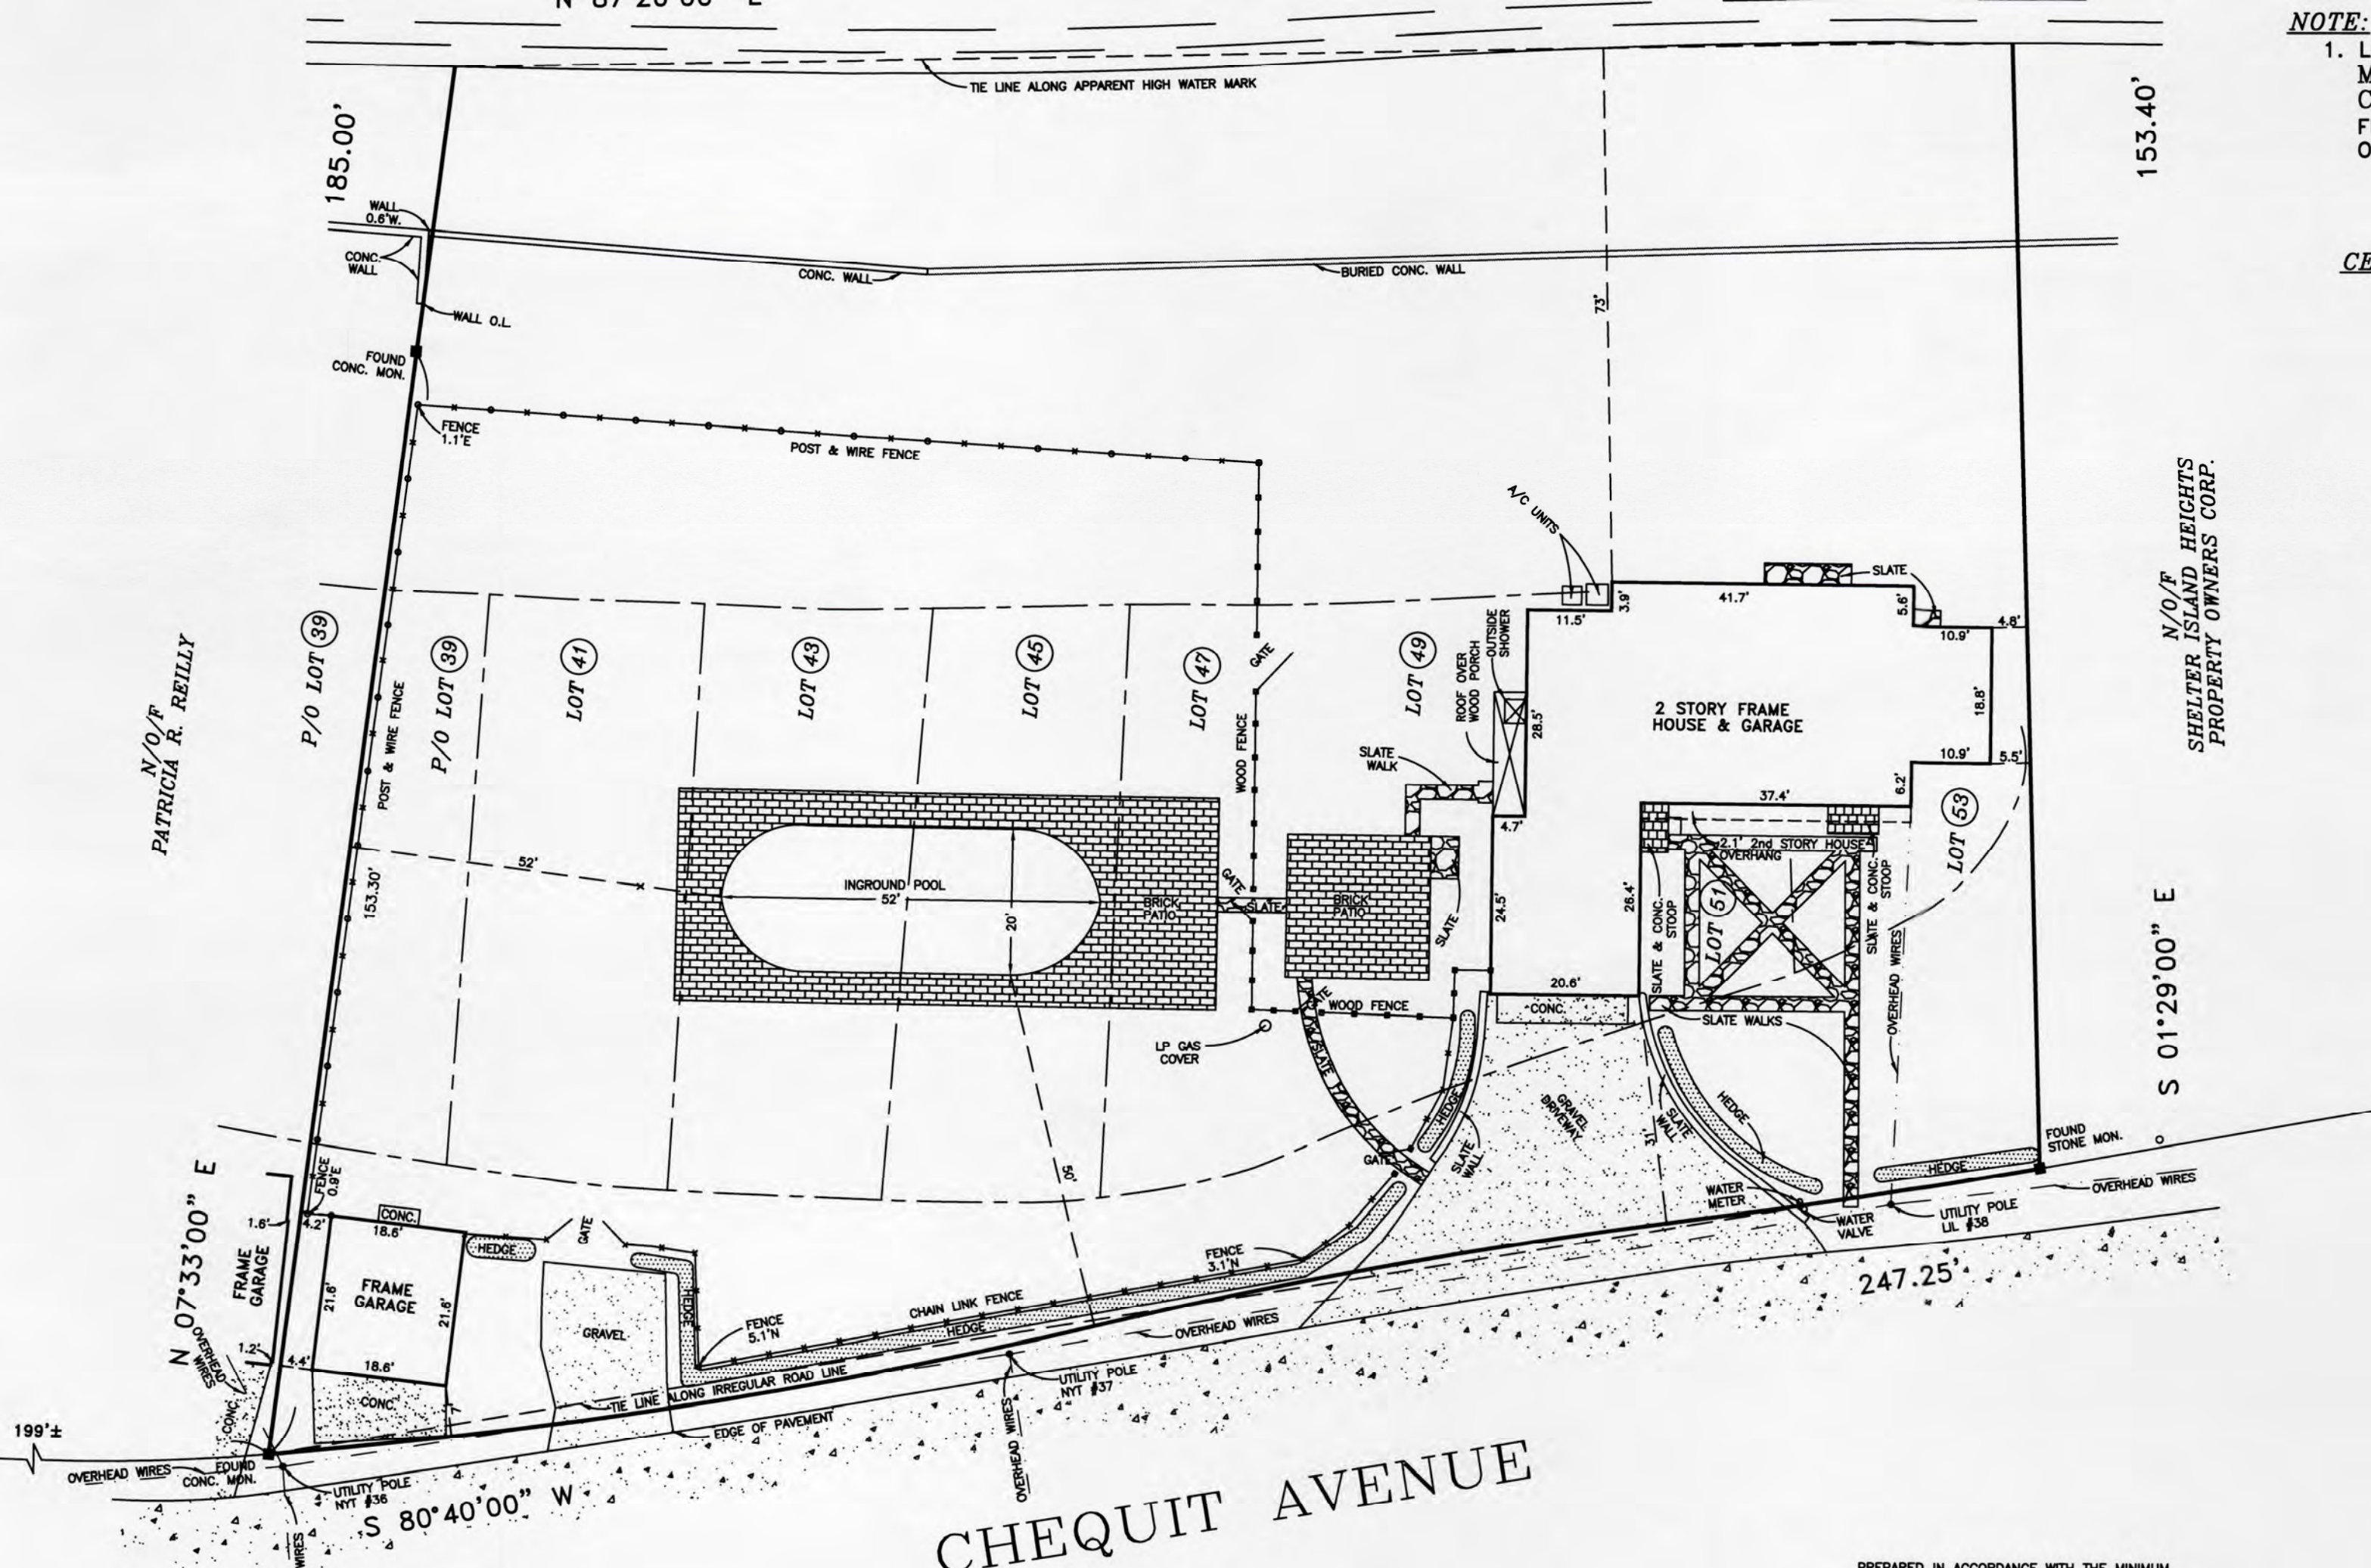 TIE LINE ALONG APPARENT HIGH WATER MARK
NOTE:
1. L
M
C
F
O
CE
185.00'
153.40'
WALL
0.6'W.
CONC.
WALL
CONC. WALL
BURIED CONC. WALL
73'
WALL O.L.
FOUND
CONC. MON.
FENCE
1.1'E
POST & WIRE FENCE
A/C UNITS
SLATE
N/O/F
SHELTER ISLAND HEIGHTS
PROPERTY OWNERS CORP.
N/O/F
PATRICIA R. REILLY
P/O LOT 39
P/O LOT 39
LOT 41
LOT 43
LOT 45
LOT 47
LOT 49
GATE
ROOF OVER
WOOD PORCH
OUTSIDE
SHOWER
11.5'
3.9'
41.7'
5.6'
10.9'
4.8'
2 STORY FRAME
HOUSE & GARAGE
18.8'
28.5'
10.9'
5.5'
6.2'
37.4'
LOT 53
POST & WIRE FENCE
WOOD FENCE
SLATE
WALK
4.7'
2.1' 2nd STORY HOUSE
OVERHANG
52'
153.30'
INGROUND POOL
52'
20'
BRICK
PATIO
GATE
SLATE
BRICK
PATIO
SLATE
24.5'
26.4'
SLATE & CONC.
STOOP
LOT 51
SLATE & CONC.
STOOP
OVERHEAD WIRES
S 01°29'00" E
20.6'
CONC.
GATE
WOOD FENCE
SLATE WALKS
LP GAS
COVER
SLATE
HEDGE
SLATE
WALL
GRAVEL
DRIVEWAY
31'
SLATE
WALL
HEDGE
GATE
50'
FOUND
STONE MON.
HEDGE
OVERHEAD WIRES
WATER
METER
WATER
VALVE
UTILITY POLE
LIL #38
247.25'
N 07°33'00" E
FENCE
0.9'E
1.6'
4.2'
CONC.
18.6'
HEDGE
GATE
FENCE
3.1'N
FRAME
GARAGE
FRAME
GARAGE
21.6'
21.6'
HEDGE
GRAVEL
FENCE
5.1'N
CHAIN LINK FENCE
HEDGE
OVERHEAD WIRES
OVERHEAD
WIRES
1.2'
4.4'
18.6'
CONC.
CONC.
TIE LINE ALONG IRREGULAR ROAD LINE
EDGE OF PAVEMENT
UTILITY POLE
NYT #37
OVERHEAD WIRES
199'±
OVERHEAD WIRES
FOUND
CONC. MON.
UTILITY POLE
NYT #36
WIRES
S 80°40'00" W
CHEQUIT AVENUE
PREPARED IN ACCORDANCE WITH THE MINIMUM